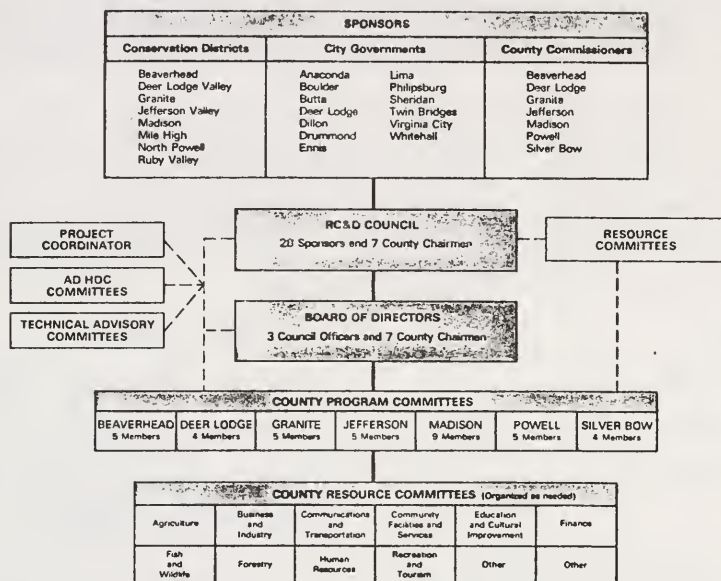 SPONSORS
Conservation Districts
Beaverhead
Deer Lodge Valley
Granite
Jefferson Valley
Madison
Mile High
North Powell
Ruby Valley
City Governments
Anaconda
Boulder
Butte
Deer Lodge
Dillon
Drummond
Ennis
Lima
Philipsburg
Sheridan
Twin Bridges
Virginia City
Whitehall
County Commissioners
Beaverhead
Deer Lodge
Granite
Jefferson
Madison
Powell
Silver Bow
PROJECT
COORDINATOR
AD HOC
COMMITTEES
TECHNICAL ADVISORY
COMMITTEES
RC&D COUNCIL
Sponsors and 7 County Chairmen
RESOURCE
COMMITTEES
BOARD OF DIRECTORS
3 Council Officers and 7 County Chairmen
COUNTY PROGRAM COMMITTEES
BEAVERHEAD
5 Members
DEER LODGE
4 Members
GRANITE
5 Members
JEFFERSON
5 Members
MADISON
9 Members
POWELL
5 Members
SILVER BOW
4 Members
COUNTY RESOURCE COMMITTEES (Organized as needed)
Agriculture
Business
and
Industry
Communications
and
Transportation
Community
Facilities and
Services
Education
and Cultural
Improvement
Finance
Fish
and
Wildlife
Forestry
Human
Resources
Recreation
and
Tourism
Other
Other